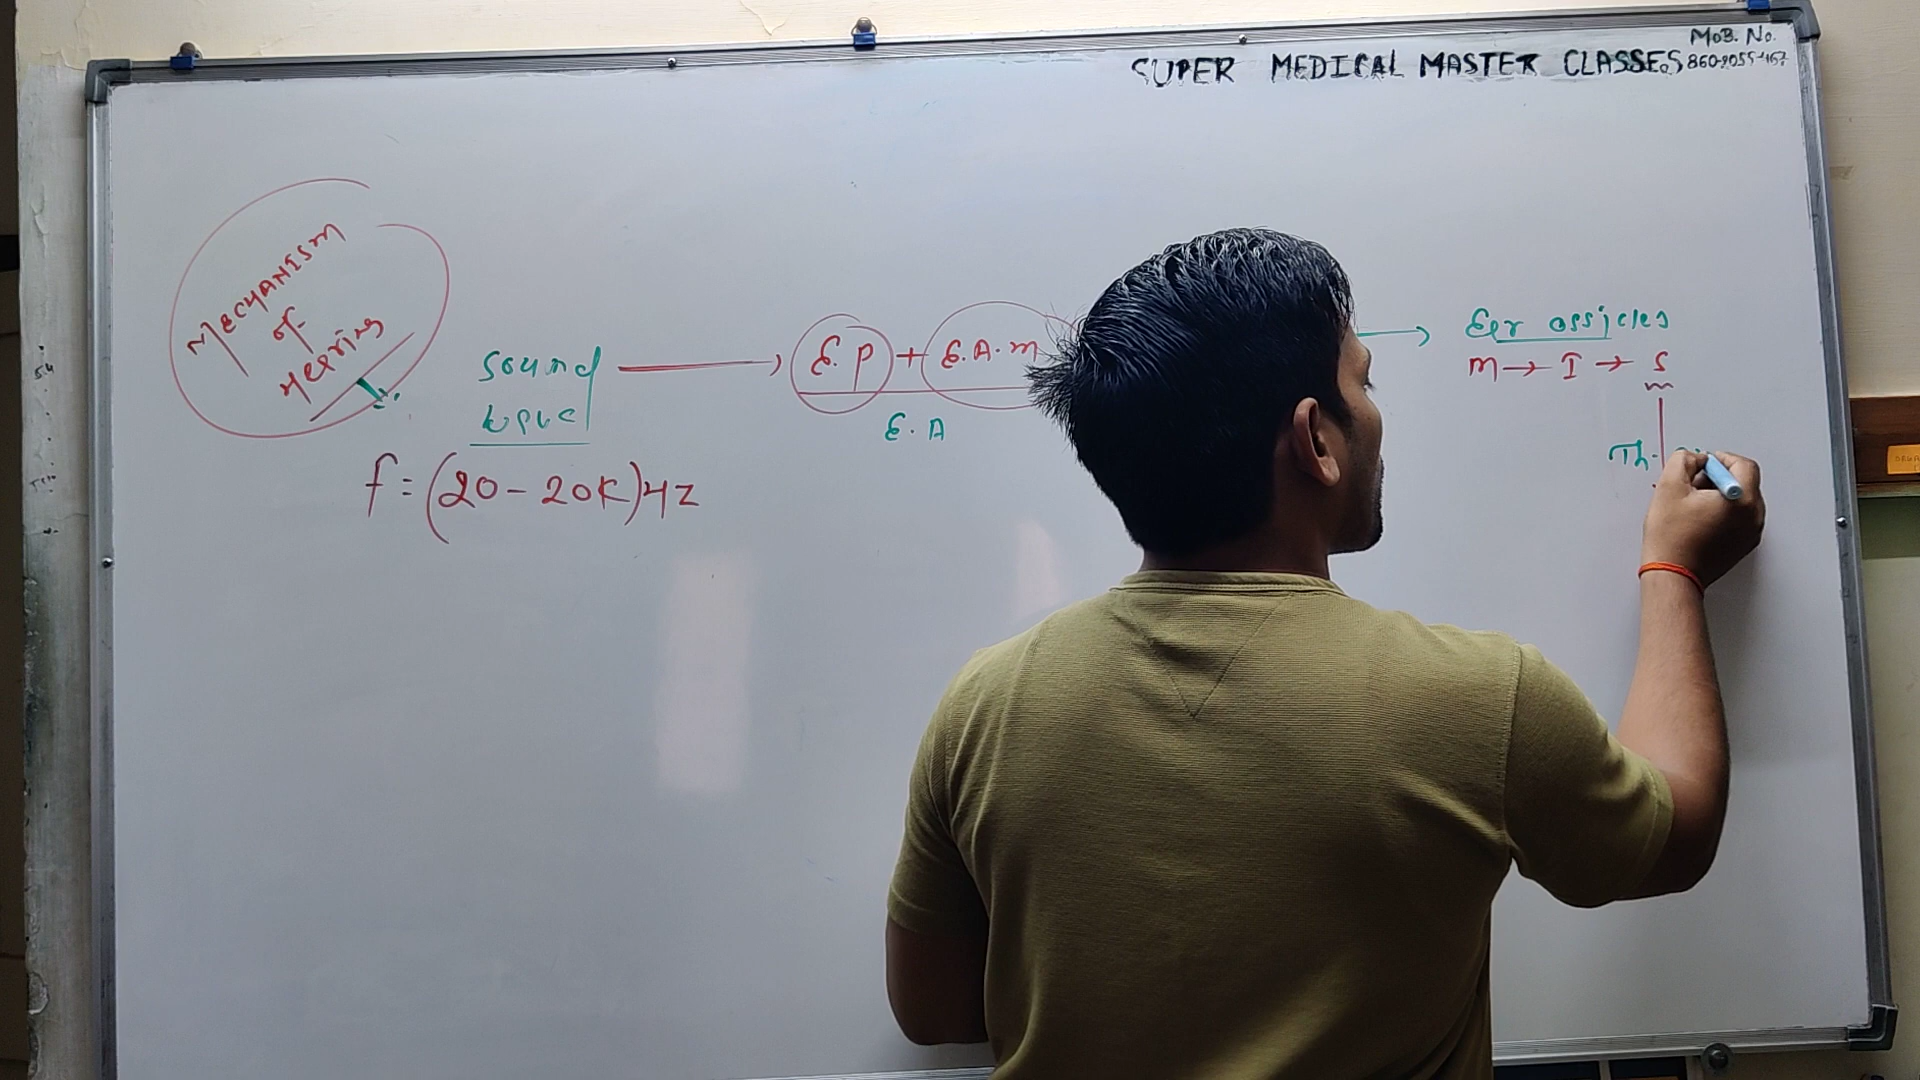 SUPER MEDICAL MASTER CLASSES
MOB. No.
MECHANISM
of
Hearing
Sound
wave
f = (20 - 20K) Hz
E.P + E.A.M
E.A
Ear ossicles
M → I → S
Th.